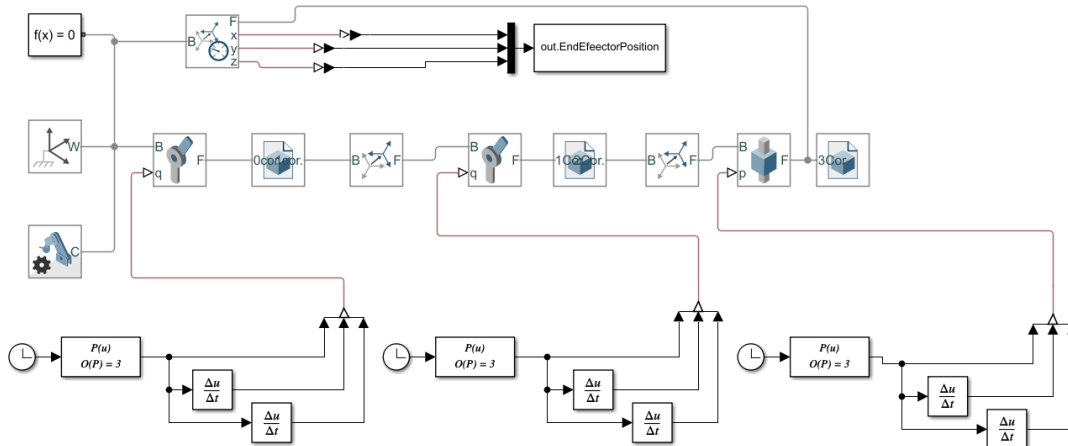 f(x) = 0
B
F
x
y
z
out.EndEfeectorPosition
W
B
q
F
B
F
B
q
F
B
F
B
p
F
3Cor.
C
P(u)
O(P) = 3
Δu
Δt
Δu
Δt
P(u)
O(P) = 3
Δu
Δt
Δu
Δt
P(u)
O(P) = 3
Δu
Δt
Δu
Δt